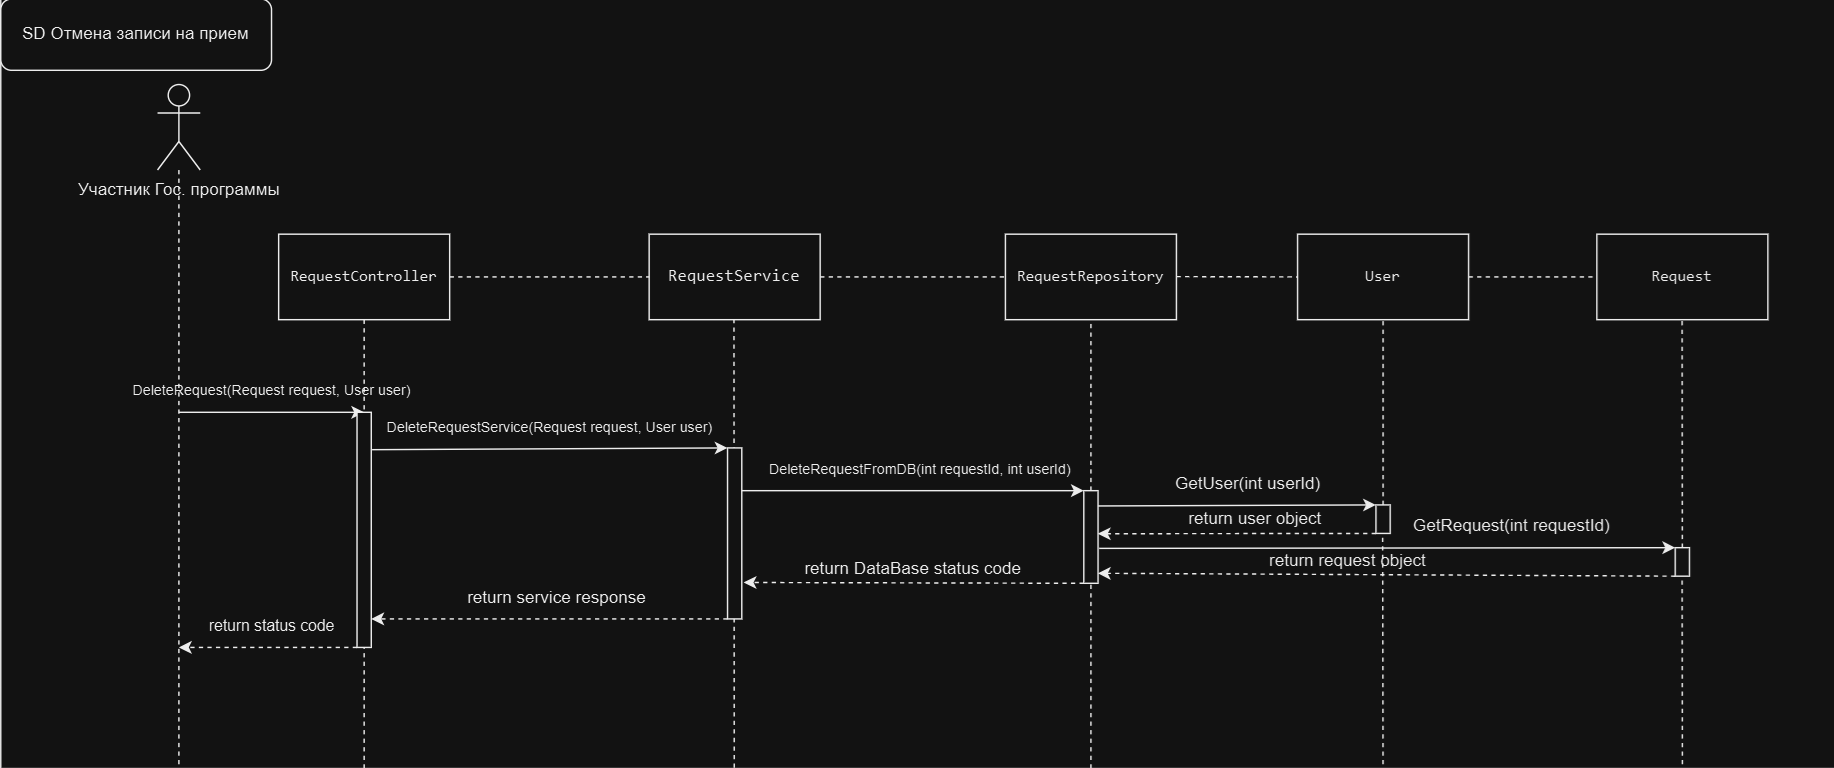 SD Отмена записи на прием
Участник Гос. программы
RequestController
RequestService
RequestRepository
User
Request
DeleteRequest(Request request, User user)
DeleteRequestService(Request request, User user)
DeleteRequestFromDB(int requestId, int userId)
GetUser(int userId)
return user object
GetRequest(int requestId)
return request object
return DataBase status code
return service response
return status code